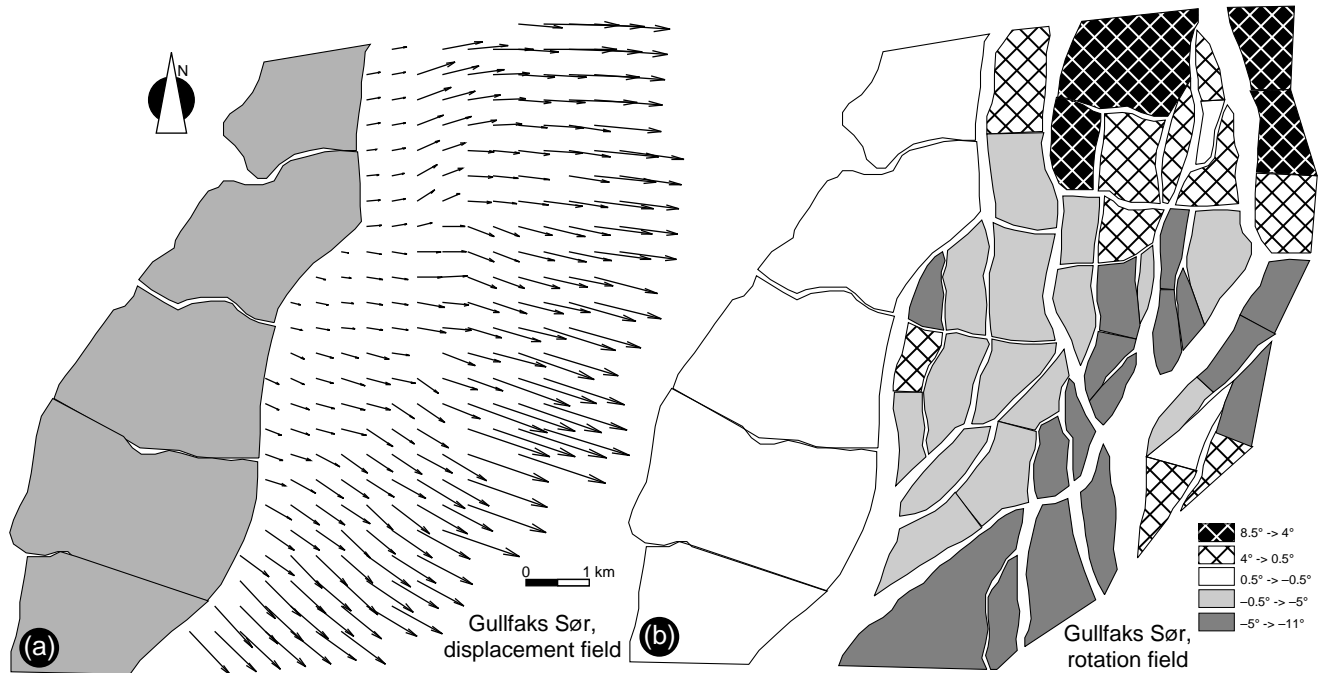 N
0 1 km
(a)
Gullfaks Sør,
displacement field
(b)
8.5° -> 4°
4° -> 0.5°
0.5° -> –0.5°
–0.5° -> –5°
–5° -> –11°
Gullfaks Sør,
rotation field